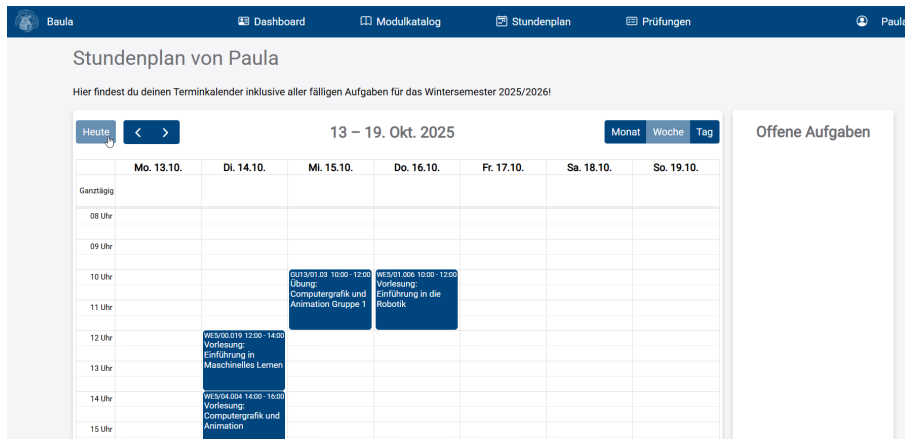 Baula Dashboard Modulkatalog Stundenplan Prüfungen Paula
Stundenplan von Paula
Hier findest du deinen Terminkalender inklusive aller fälligen Aufgaben für das Wintersemester 2025/2026!
Heute 13 – 19. Okt. 2025 Monat Woche Tag
Offene Aufgaben
Mo. 13.10. Di. 14.10. Mi. 15.10. Do. 16.10. Fr. 17.10. Sa. 18.10. So. 19.10.
Ganztägig
08 Uhr
09 Uhr
10 Uhr
GU13/01.03 10:00 - 12:00
Übung:
Computergrafik und
Animation Gruppe 1
WE5/01.006 10:00 - 12:00
Vorlesung:
Einführung in die
Robotik
11 Uhr
12 Uhr
WE5/00.019 12:00 - 14:00
Vorlesung:
Einführung in
Maschinelles Lernen
13 Uhr
14 Uhr
WE5/04.004 14:00 - 16:00
Vorlesung:
Computergrafik und
Animation
15 Uhr